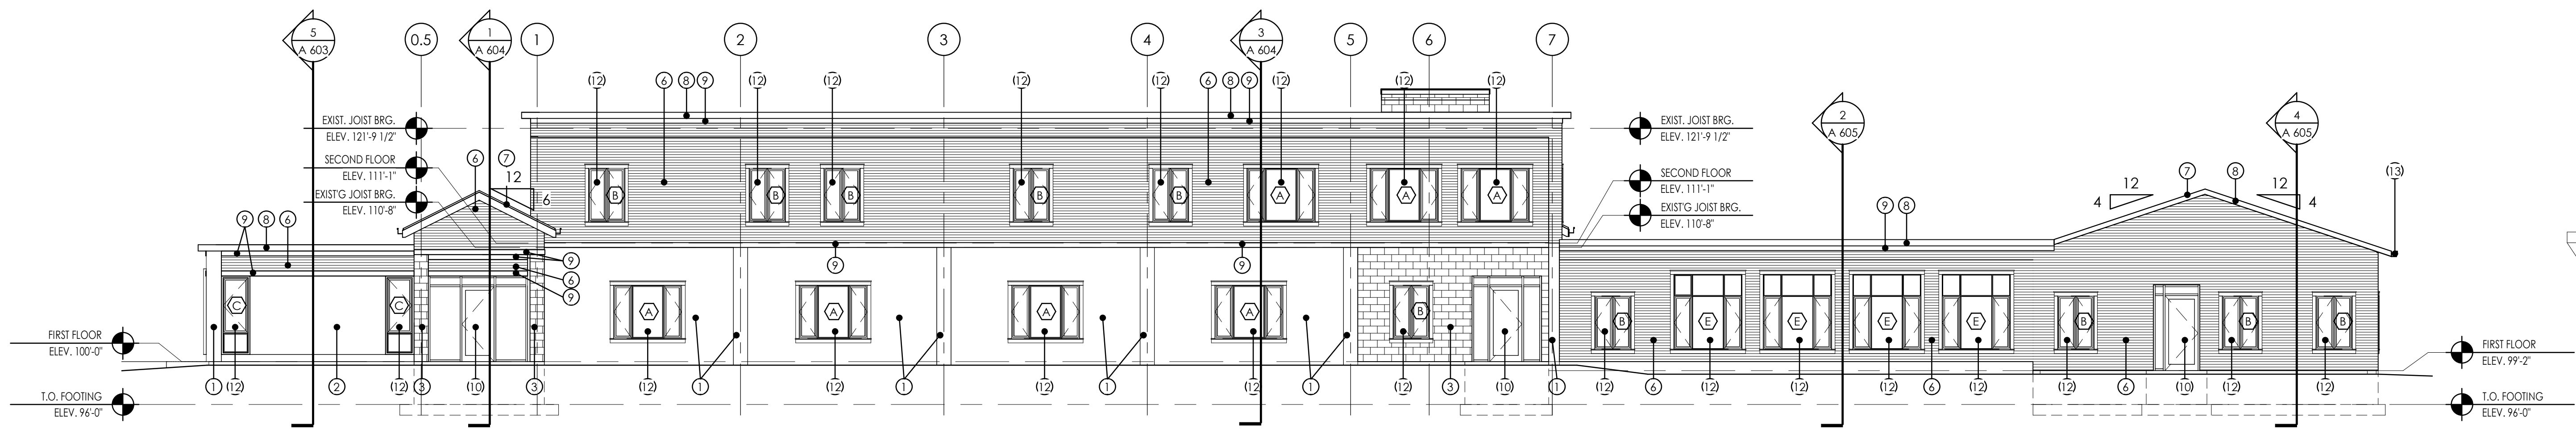 5
A 603
0.5
1
A 604
1
2
3
4
3
A 604
5
6
7
(12) 6 8 9 (12) (12) (12) (12) 6 8 9 (12) (12) (12)
EXIST. JOIST BRG.
ELEV. 121'-9 1/2"
SECOND FLOOR
ELEV. 111'-1"
EXIST'G JOIST BRG.
ELEV. 110'-8"
6 7
12
6
EXIST. JOIST BRG.
ELEV. 121'-9 1/2"
SECOND FLOOR
ELEV. 111'-1"
EXIST'G JOIST BRG.
ELEV. 110'-8"
2
A 605
4
A 605
12
4
7 8
12
4
(13)
B B B B B A A A
9 8 6
9
6
9
9 9
9 8
C C A A A A B B E E E E B B B
FIRST FLOOR
ELEV. 100'-0"
T.O. FOOTING
ELEV. 96'-0"
1 (12) 2 (12) 3 (10) 3 (12) 1 (12) 1 (12) 1 (12) 1 (12) 3 (10) 1 (12) 6 (12) (12) (12) 6 (12) (12) 6 (10) (12) (12)
FIRST FLOOR
ELEV. 99'-2"
T.O. FOOTING
ELEV. 96'-0"